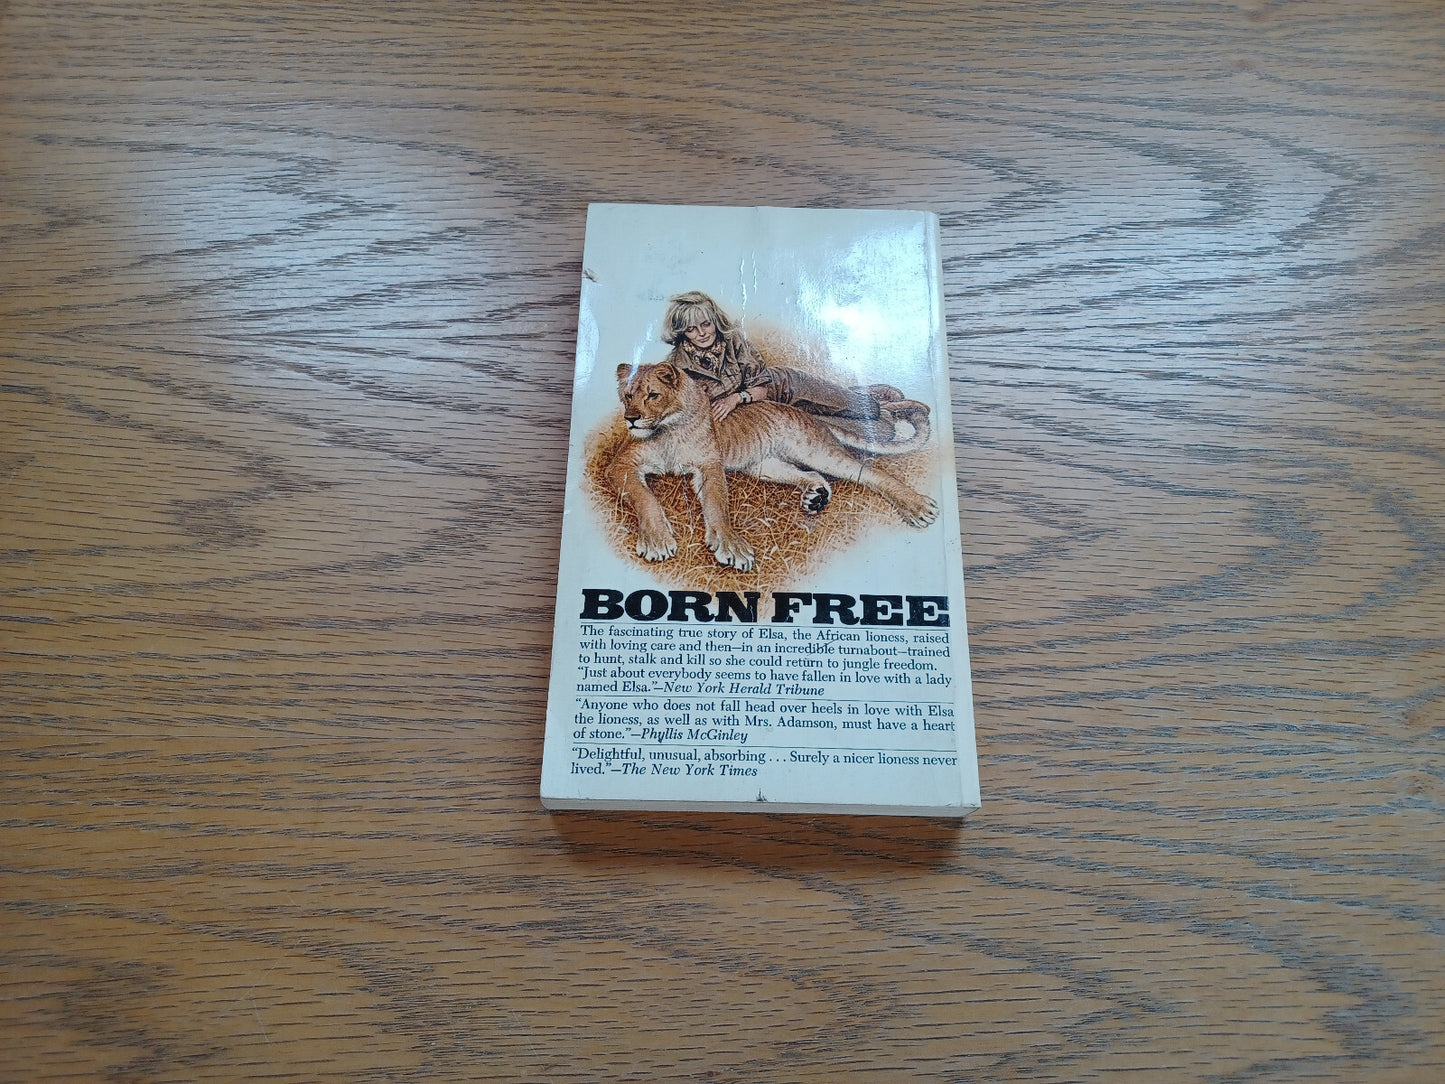 BORN FREE
The fascinating true story of Elsa, the African lioness, raised
with loving care and then—in an incredible turnabout—trained
to hunt, stalk and kill so she could return to jungle freedom.
"Just about everybody seems to have fallen in love with a lady
named Elsa."—New York Herald Tribune
"Anyone who does not fall head over heels in love with Elsa
the lioness, as well as with Mrs. Adamson, must have a heart
of stone."—Phyllis McGinley
"Delightful, unusual, absorbing . . . Surely a nicer lioness never
lived."—The New York Times